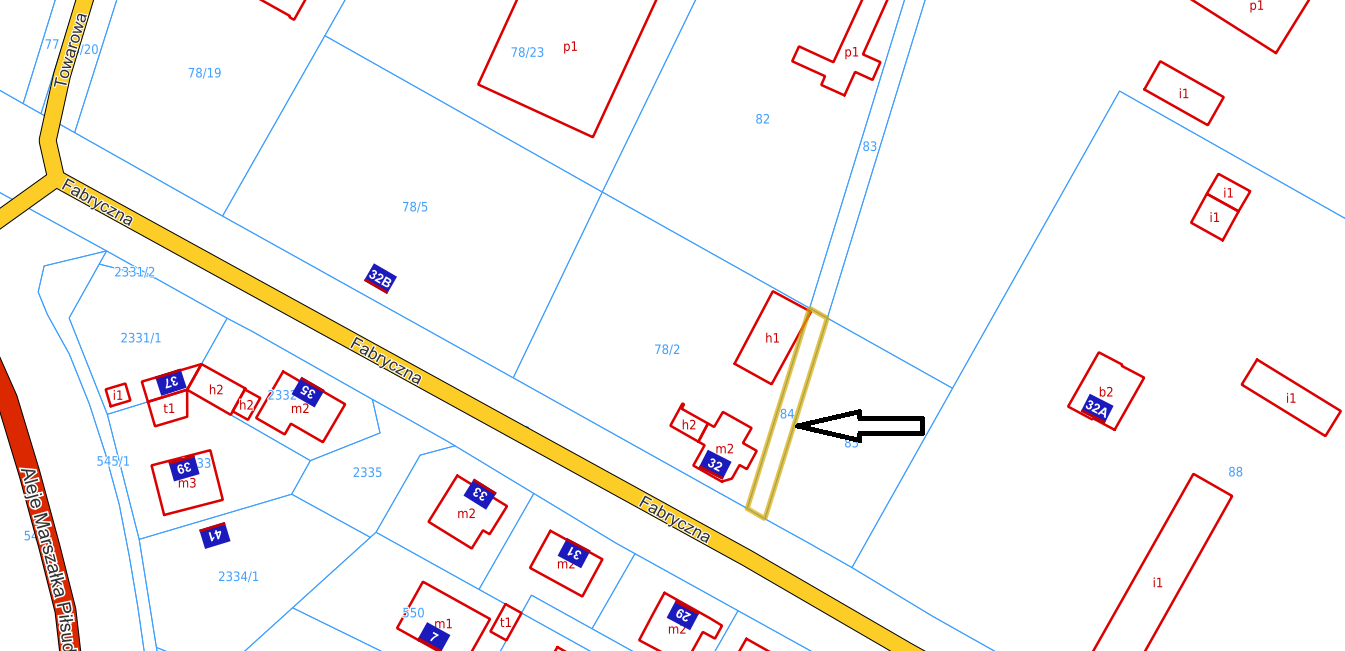 Towarowa
77
/20
78/19
78/23
p1
82
p1
83
p1
i1
i1
i1
78/5
32B
Fabryczna
2331/2
2331/1
i1
37
t1
h2
h2
35
m2
39
m3
545/1
41
2334/1
2335
Fabryczna
33
m2
31
m2
29
m2
550
m1
7
t1
Fabryczna
78/2
h1
h2
m2
32
84
b2
32A
i1
88
i1
Aleje Marszałka Piłsud